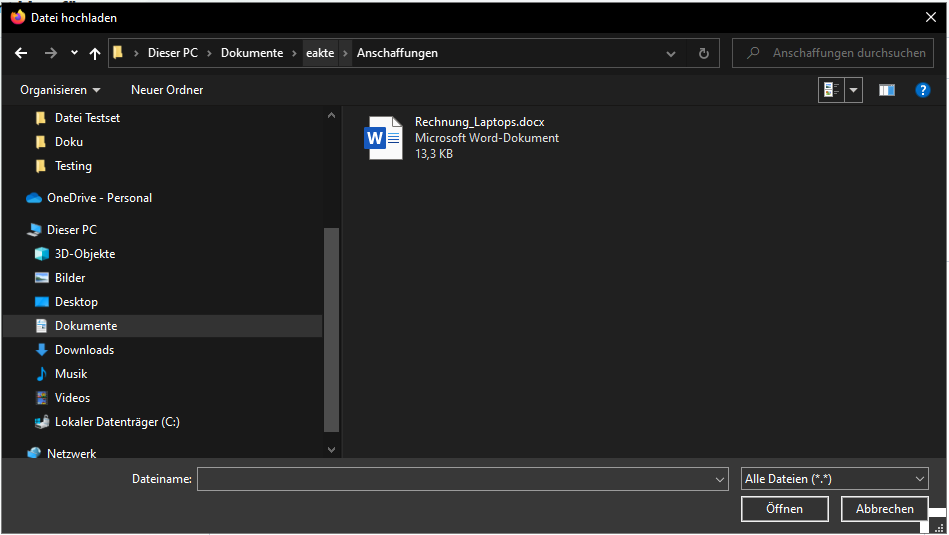 Datei hochladen
Dieser PC
Dokumente
eakte
Anschaffungen
Anschaffungen durchsuchen
Organisieren
Neuer Ordner
Datei Testset
Doku
Testing
OneDrive - Personal
Dieser PC
3D-Objekte
Bilder
Desktop
Dokumente
Downloads
Musik
Videos
Lokaler Datenträger (C:)
Netzwerk
Rechnung_Laptops.docx
Microsoft Word-Dokument
13,3 KB
Dateiname:
Alle Dateien (*.*)
Öffnen
Abbrechen